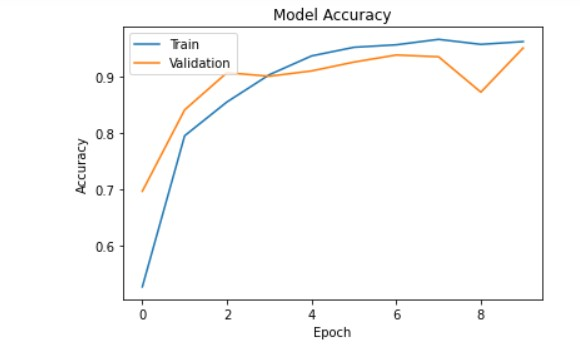 Model Accuracy
Train
Validation
0.9
0.8
0.7
0.6
Accuracy
0 2 4 6 8
Epoch